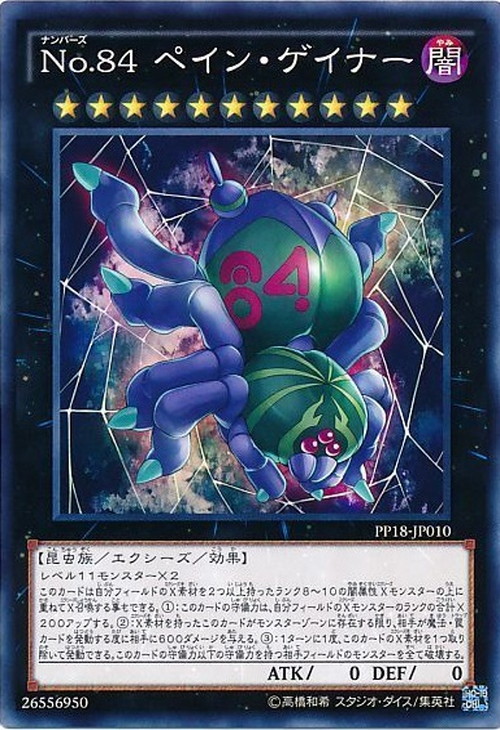 ナンバーズ
No.84 ペイン・ゲイナー
やみ
闇
84
PP18-JP010
【昆虫族／エクシーズ／効果】
レベル11モンスター×2
このカードは自分フィールドのX素材を2つ以上持ったランク8～10の闇属性Xモンスターの上に
重ねてX召喚する事もできる。①：このカードの守備力は、自分フィールドのXモンスターのランクの合計×
200アップする。②：X素材を持ったこのカードがモンスターゾーンに存在する限り、相手が魔法・罠
カードを発動する度に相手に600ダメージを与える。③：1ターンに1度、このカードのX素材を1つ取り
除いて発動できる。このカードの守備力以下の守備力を持つ相手フィールドのモンスターを全て破壊する。
ATK/ 0 DEF/ 0
26556950
©高橋和希 スタジオ・ダイス/集英社